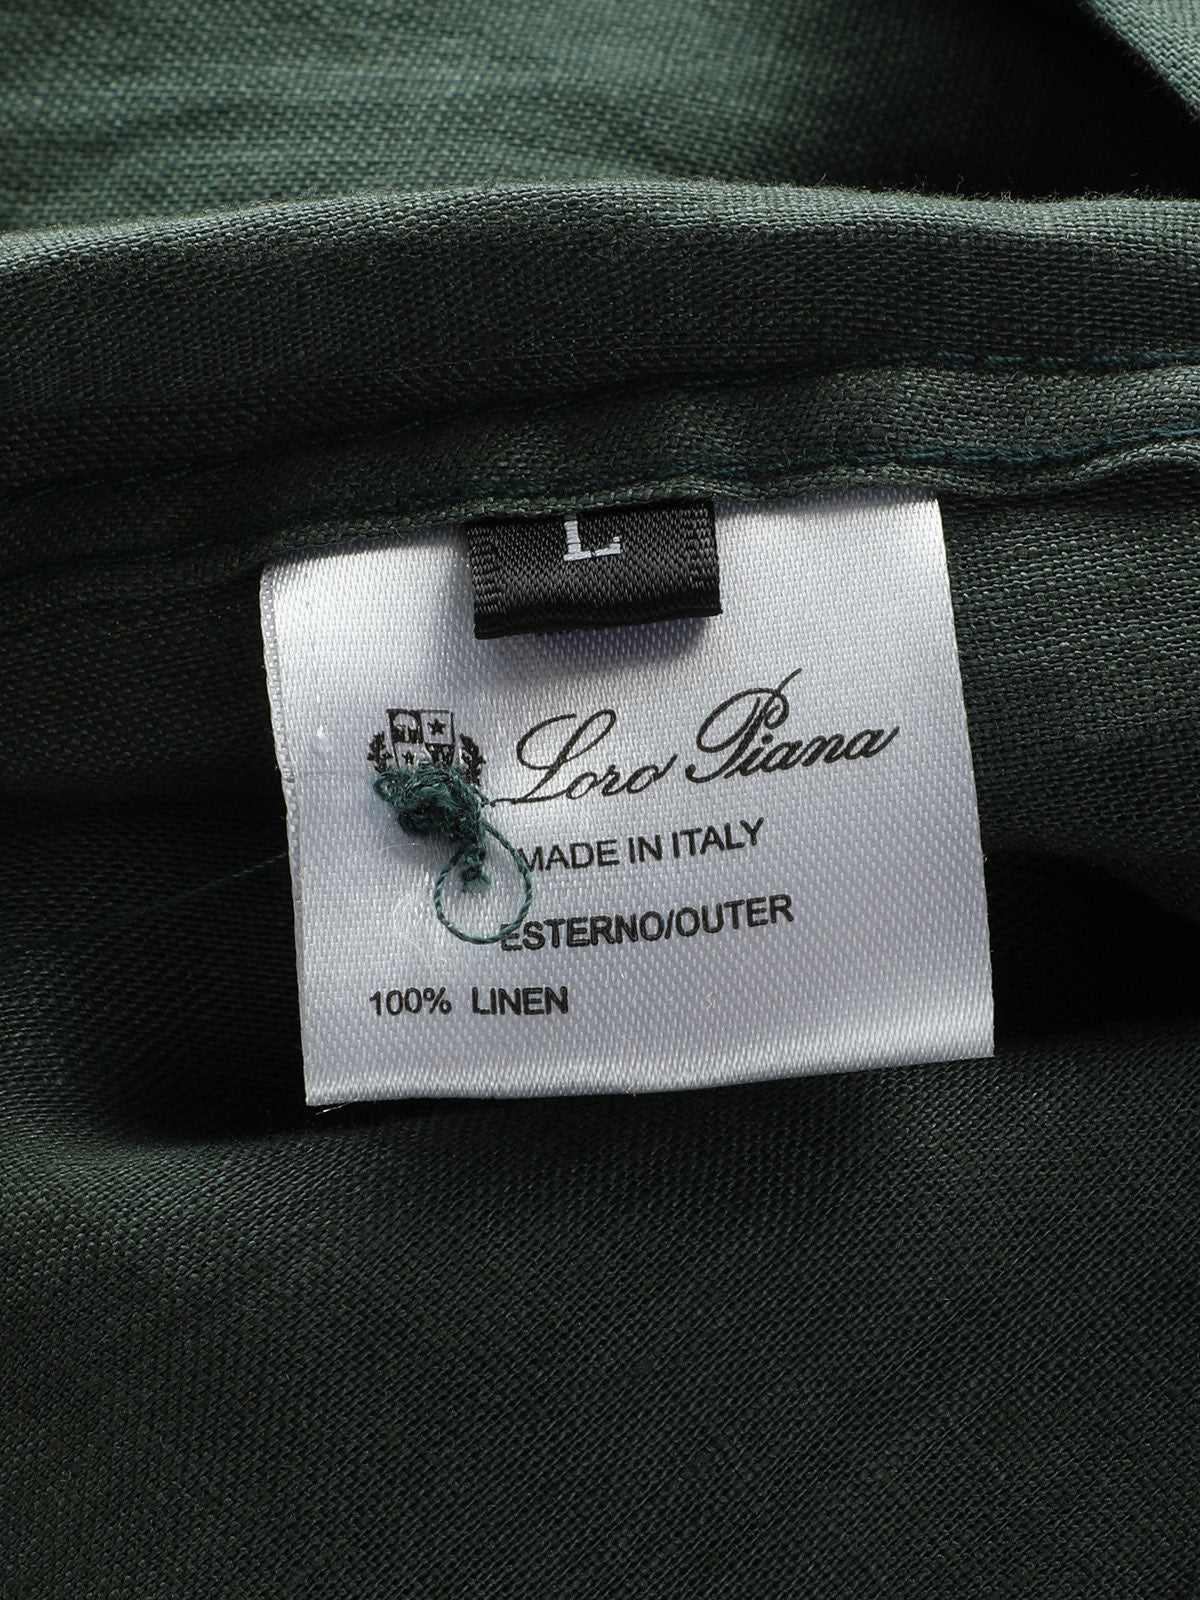 L
Loro Piana
MADE IN ITALY
ESTERNO/OUTER
100% LINEN